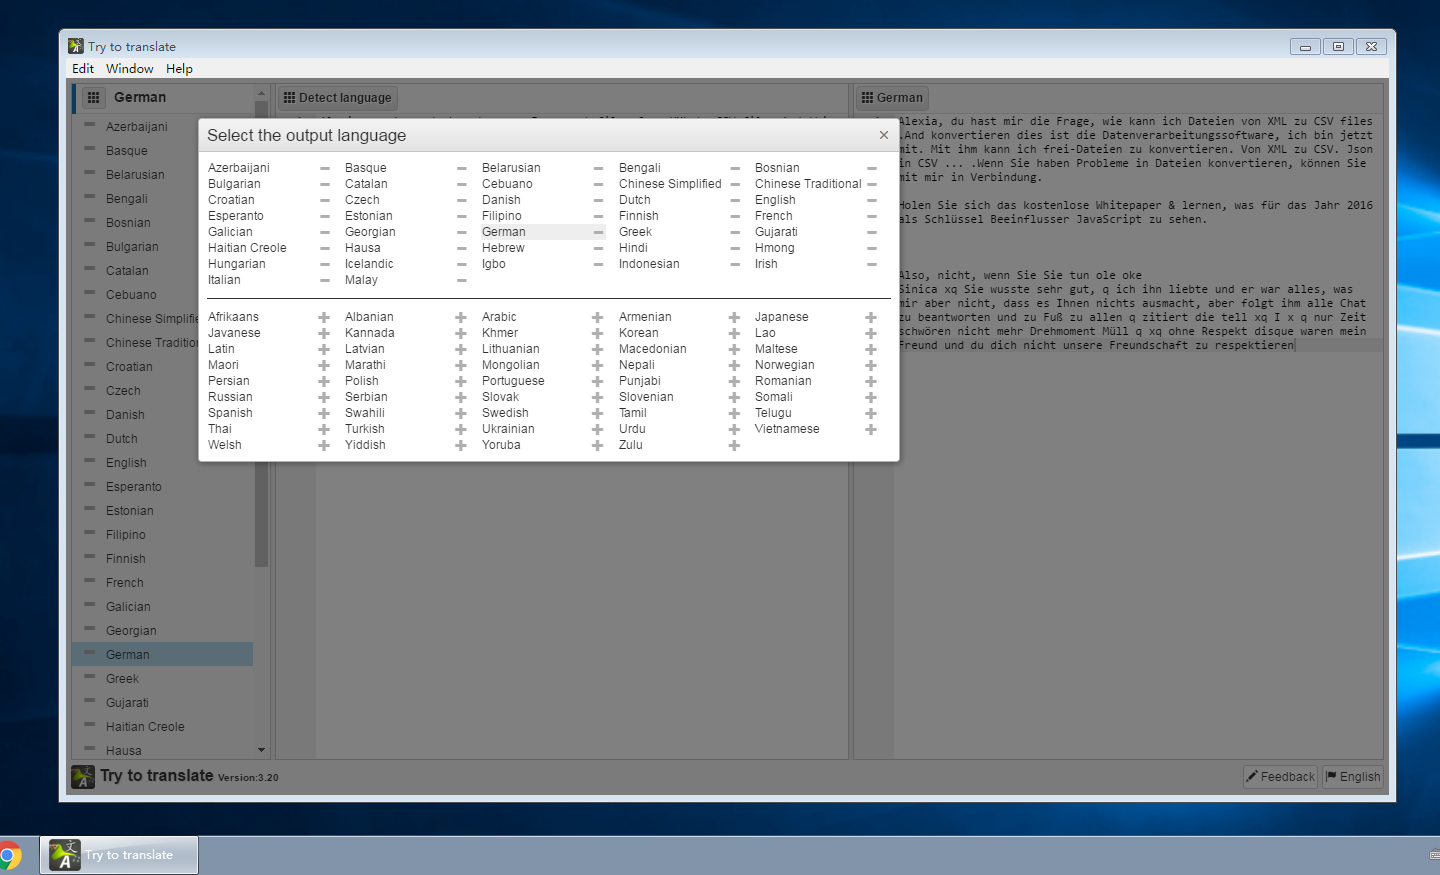 Try to translate
Edit Window Help
German
Azerbaijani
Basque
Belarusian
Bengali
Bosnian
Bulgarian
Catalan
Cebuano
Chinese
Chinese
Croatian
Czech
Danish
Dutch
English
Esperanto
Estonian
Filipino
Finnish
French
Galician
Georgian
German
Greek
Gujarati
Haitian Creole
Hausa
Detect language
Select the output language
Azerbaijani Basque Belarusian Bengali Bosnian
Bulgarian Catalan Cebuano Chinese Simplified Chinese Traditional
Croatian Czech Danish Dutch English
Esperanto Estonian Filipino Finnish French
Galician Georgian German Greek Gujarati
Haitian Creole Hausa Hebrew Hindi Hmong
Hungarian Icelandic Igbo Indonesian Irish
Italian Malay
Afrikaans Albanian Arabic Armenian Japanese
Javanese Kannada Khmer Korean Lao
Latin Latvian Lithuanian Macedonian Maltese
Maori Marathi Mongolian Nepali Norwegian
Persian Polish Portuguese Punjabi Romanian
Russian Serbian Slovak Slovenian Somali
Spanish Swahili Swedish Tamil Telugu
Thai Turkish Ukrainian Urdu Vietnamese
Welsh Yiddish Yoruba Zulu
German
Alexia, du hast mir die Frage, wie kann ich Dateien von XML zu CSV files
.And konvertieren dies ist die Datenverarbeitungssoftware, ich bin jetzt
mit. Mit ihm kann ich frei-Dateien zu konvertieren. Von XML zu CSV. Json
in CSV ... .Wenn Sie haben Probleme in Dateien konvertieren, können Sie
mit mir in Verbindung.
Holen Sie sich das kostenlose Whitepaper & lernen, was für das Jahr 2016
als Schlüssel Beeinflusser JavaScript zu sehen.
Also, nicht, wenn Sie Sie tun ole oke
Sinica xq Sie wusste sehr gut, q ich ihn liebte und er war alles, was
mir aber nicht, dass es Ihnen nichts ausmacht, aber folgt ihm alle Chat
zu beantworten und zu Fuß zu allen q zitiert die tell xq I x q nur Zeit
schwören nicht mehr Drehmoment Müll q xq ohne Respekt disque waren mein
Freund und du dich nicht unsere Freundschaft zu respektieren
Try to translate Version:3.20
Feedback
English
Try to translate